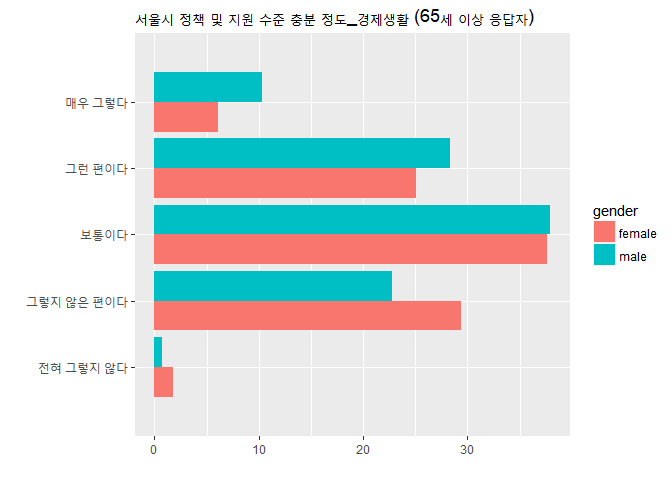 서울시 정책 및 지원 수준 충분 정도_경제생활 (65세 이상 응답자)
매우 그렇다
그런 편이다
보통이다
그렇지 않은 편이다
전혀 그렇지 않다
0 10 20 30
gender
female
male